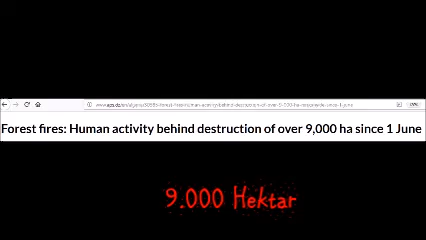 Forest fires: Human activity behind destruction of over 9,000 ha since 1 June
9.000 Hektar